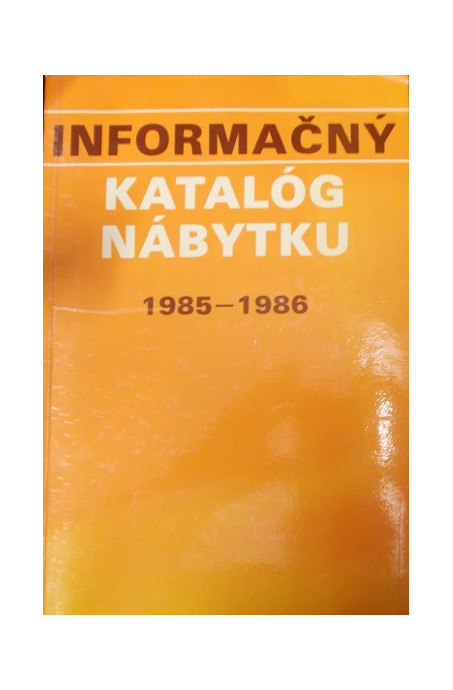 INFORMAČNÝ
KATALÓG
NÁBYTKU
1985–1986